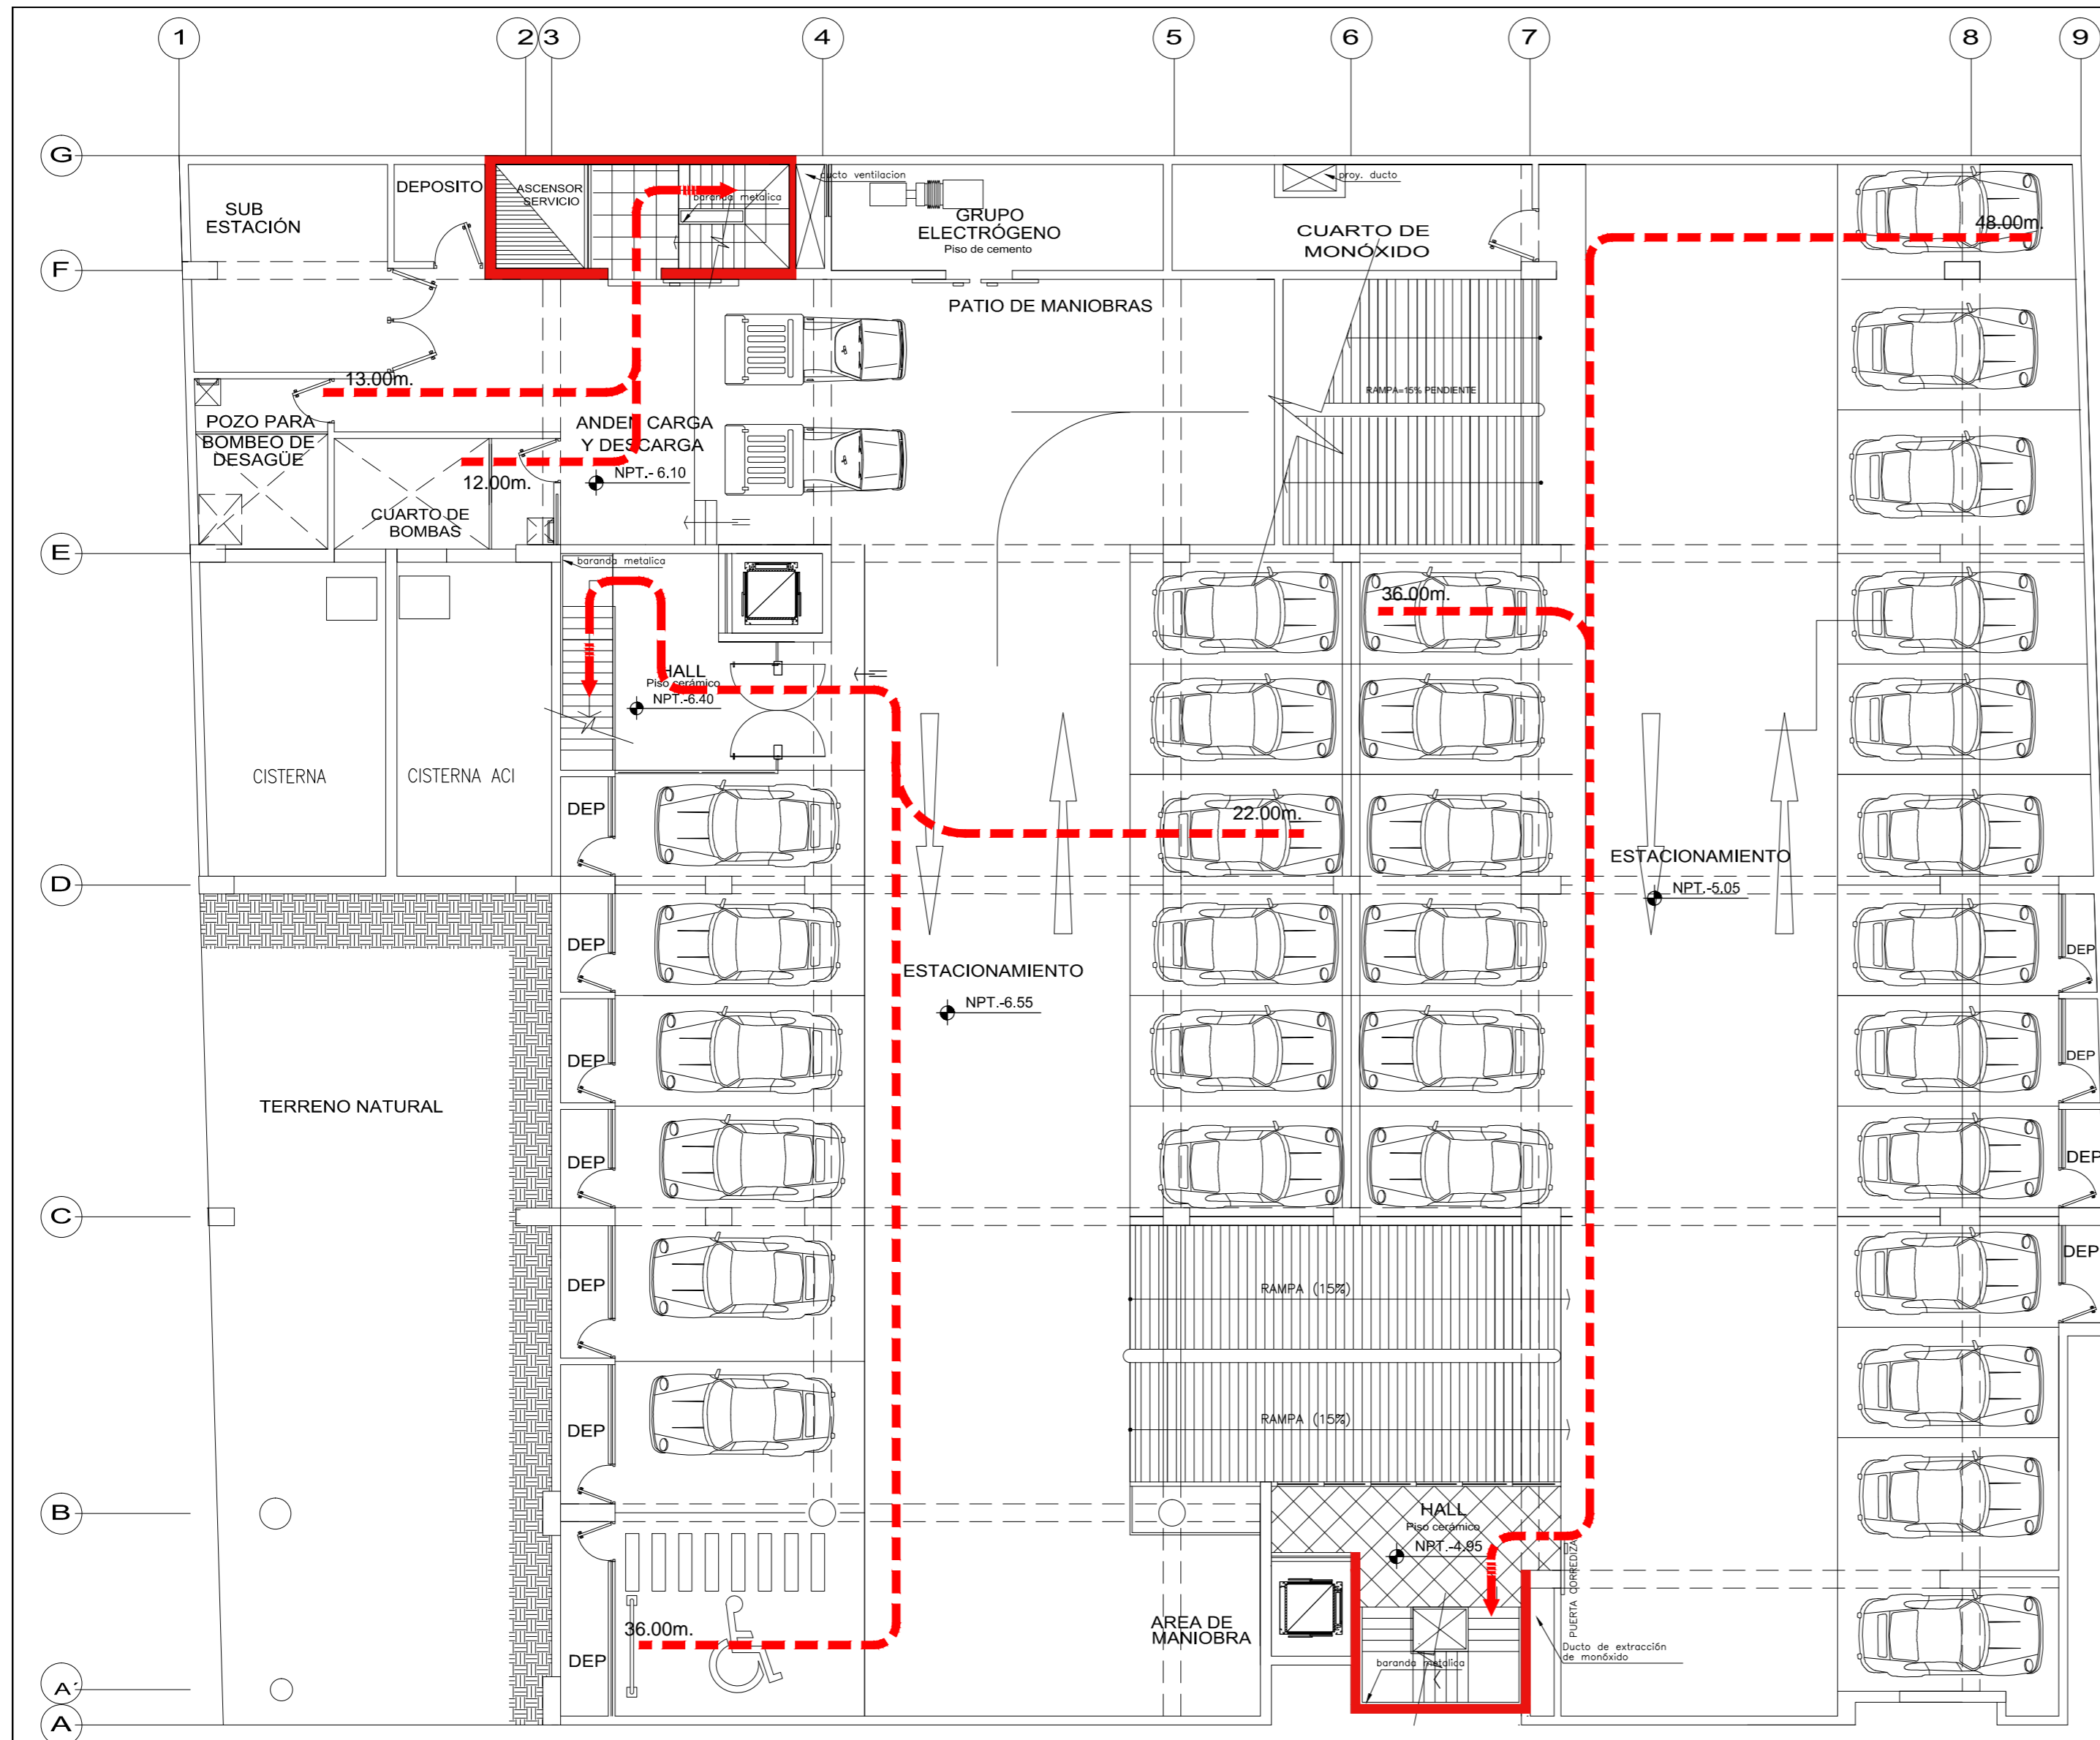 1
2
3
4
5
6
7
8
9
G
F
E
D
C
B
A'
A
SUB
ESTACIÓN
DEPOSITO
ASCENSOR
SERVICIO
baranda metalica
ducto ventilacion
GRUPO
ELECTRÓGENO
Piso de cemento
proy. ducto
CUARTO DE
MONÓXIDO
48.00m.
PATIO DE MANIOBRAS
13.00m.
RAMPA=15% PENDIENTE
POZO PARA
BOMBEO DE
DESAGÜE
ANDEN CARGA
Y DESCARGA
NPT.- 6.10
12.00m.
CUARTO DE
BOMBAS
baranda metalica
36.00m.
HALL
Piso cerámico
NPT.-6.40
CISTERNA
CISTERNA ACI
DEP
22.00m.
ESTACIONAMIENTO
NPT.-5.05
DEP
DEP
ESTACIONAMIENTO
NPT.-6.55
DEP
DEP
TERRENO NATURAL
DEP
DEP
DEP
DEP
RAMPA (15%)
DEP
RAMPA (15%)
HALL
Piso cerámico
NPT.-4.95
PUERTA CORREDIZA
36.00m.
DEP
AREA DE
MANIOBRA
baranda metalica
Ducto de extracción
de monóxido